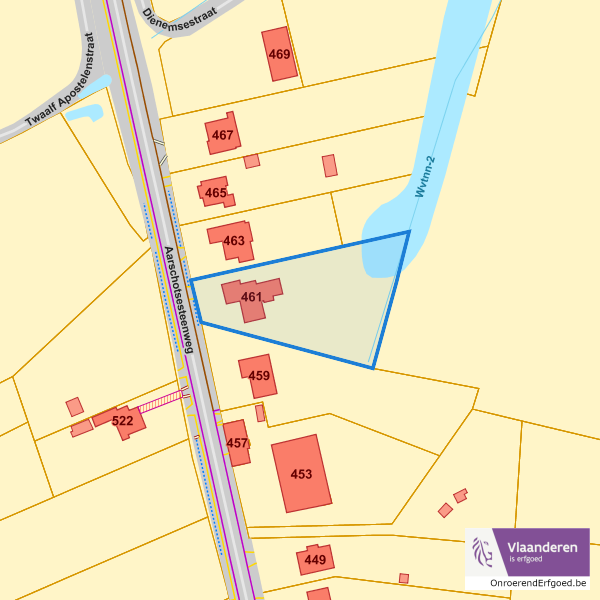 Dienemsestraat
469
Twaalf Apostelenstraat
467
Wvtnn-2
465
463
Aarschotsesteenweg
461
459
522
457
453
449
Vlaanderen
is erfgoed
OnroerendErfgoed.be